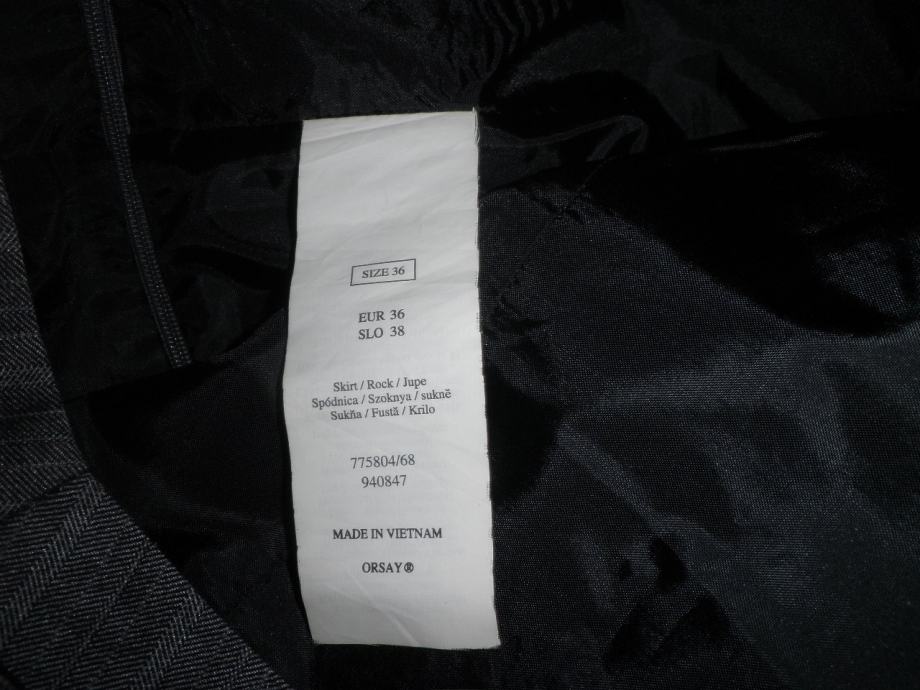 SIZE 36
EUR 36
SLO 38
Skirt / Rock / Jupe
Spódnica / Szoknya / sukně
Sukňa / Fustă / Krilo
775804/68
940847
MADE IN VIETNAM
ORSAY®